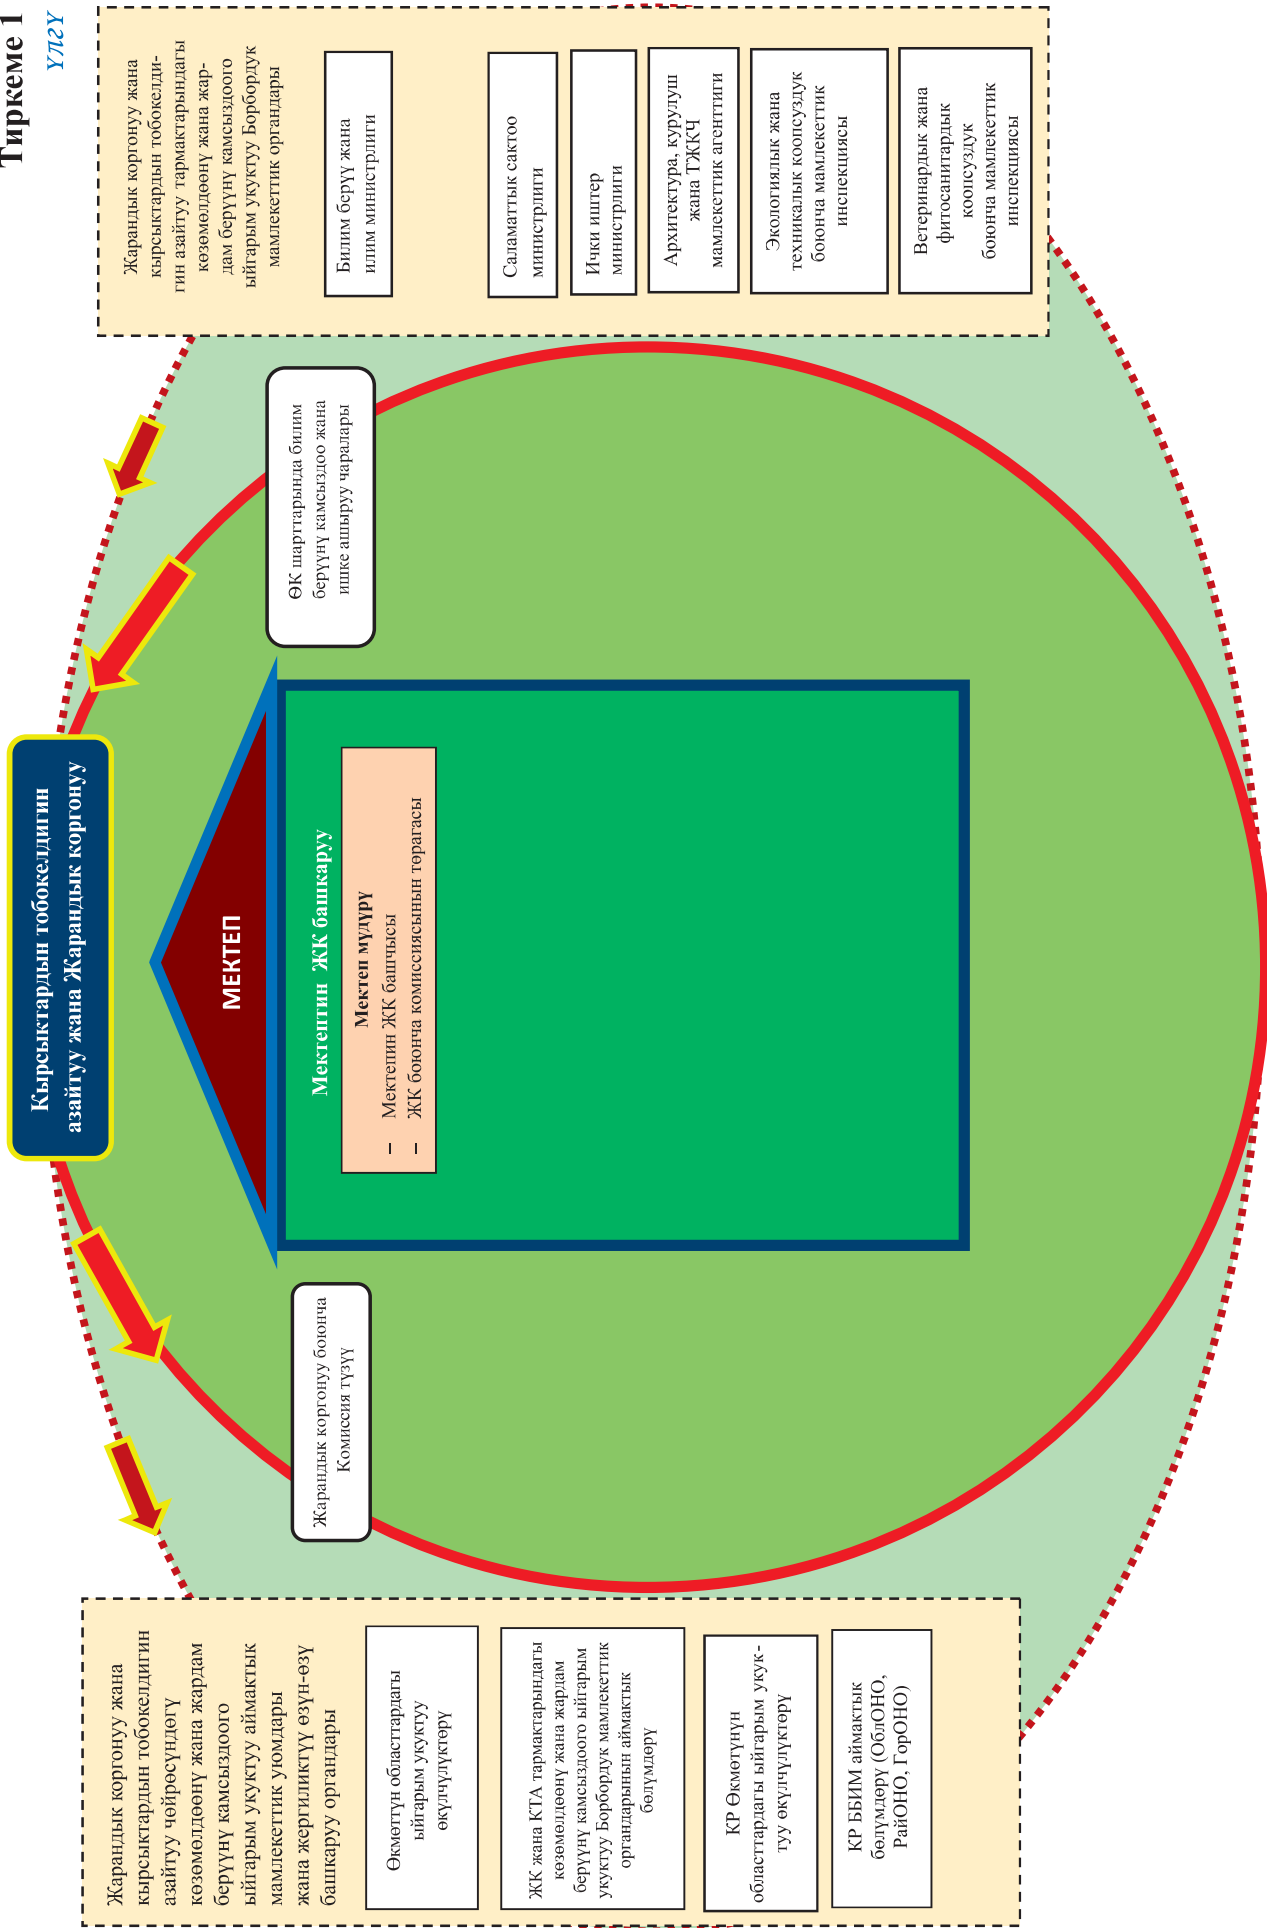 Тиркеме 1
үлгү
Кырсыктардын тобокелдигин
азайтуу жана Жарандык коргонуу
Жарандык коргонуу жана
кырсыктардын тобокелдигин
азайтуу чөйрөсүндөгү
көзөмөлдөөнү жана жардам
берүүнү камсыздоого
ыйгарым укуктуу аймактык
мамлекеттик уюмдары
жана жергиликтүү өзүн-өзү
башкаруу органдары
Өкмөттүн областтардагы
ыйгарым укуктуу
өкүлчүлүктөрү
ЖК жана КТА тармактарындагы
көзөмөлдөөнү жана жардам
берүүнү камсыздоого ыйгарым
укуктуу Борбордук мамлекеттик
органдарынын аймактык
бөлүмдөрү
КР Өкмөтүнүн
областтардагы ыйгарым укук-
туу өкүлчүлүктөрү
КР ББИМ аймактык
бөлүмдөрү (ОблОНО,
РайОНО, ГорОНО)
Жарандык коргонуу боюнча
Комиссия түзүү
МЕКТЕП
Мектептин ЖК башкаруу
Мектеп мүдүрү
– Мектепин ЖК башчысы
– ЖК боюнча комиссиясынын төрагасы
ӨК шарттарында билим
берүүнү камсыздоо жана
ишке ашыруу чаралары
Жарандык коргонуу жана
кырсыктардын тобокелди-
гин азайтуу тармактарындагы
көзөмөлдөөнү жана жар-
дам берүүнү камсыздоого
ыйгарым укуктуу Борбордук
мамлекеттик органдары
Билим берүү жана
илим министрлиги
Саламаттык сактоо
министрлиги
Ички иштер
министрлиги
Архитектура, курулуш
жана ТЖКЧ
мамлекеттик агенттиги
Экологиялык жана
техникалык коопсуздук
боюнча мамлекеттик
инспекциясы
Ветеринардык жана
фитосанитардык
коопсуздук
боюнча мамлекеттик
инспекциясы